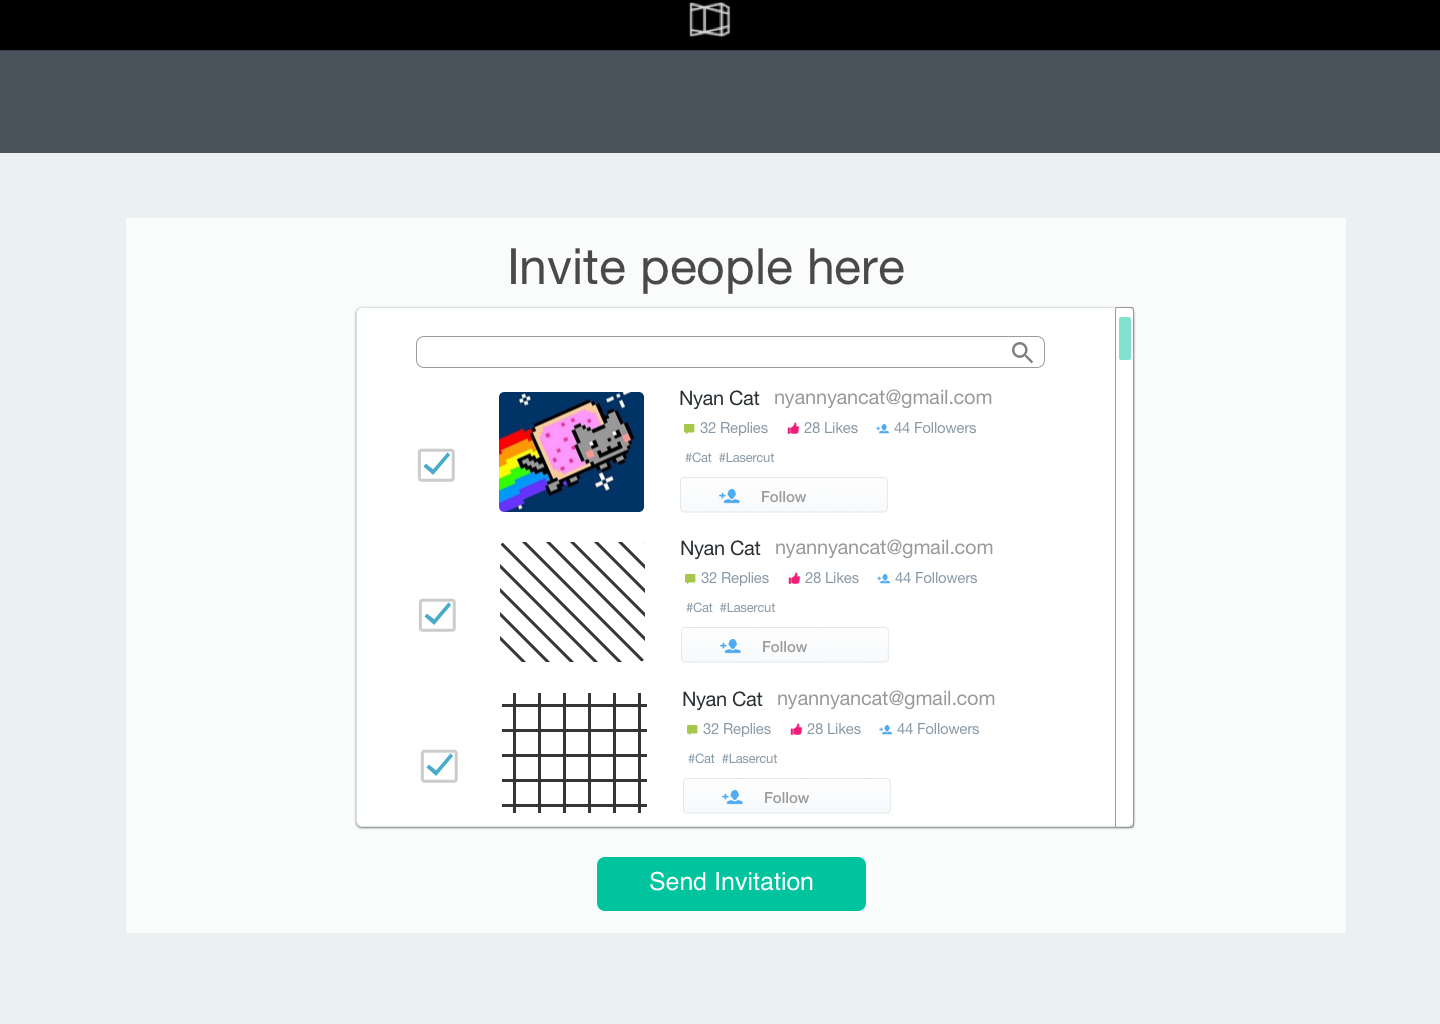 Invite people here
Nyan Cat nyannyancat@gmail.com
32 Replies 28 Likes 44 Followers
#Cat #Lasercut
Follow
Nyan Cat nyannyancat@gmail.com
32 Replies 28 Likes 44 Followers
#Cat #Lasercut
Follow
Nyan Cat nyannyancat@gmail.com
32 Replies 28 Likes 44 Followers
#Cat #Lasercut
Follow
Send Invitation